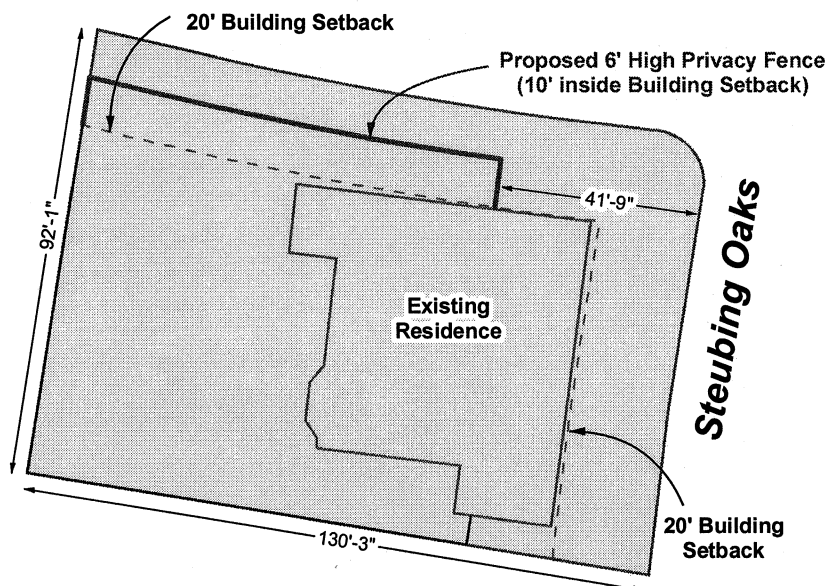 20' Building Setback
Proposed 6' High Privacy Fence
(10' inside Building Setback)
41'-9"
92'-1"
Steubing Oaks
Existing
Residence
20' Building
Setback
130'-3"